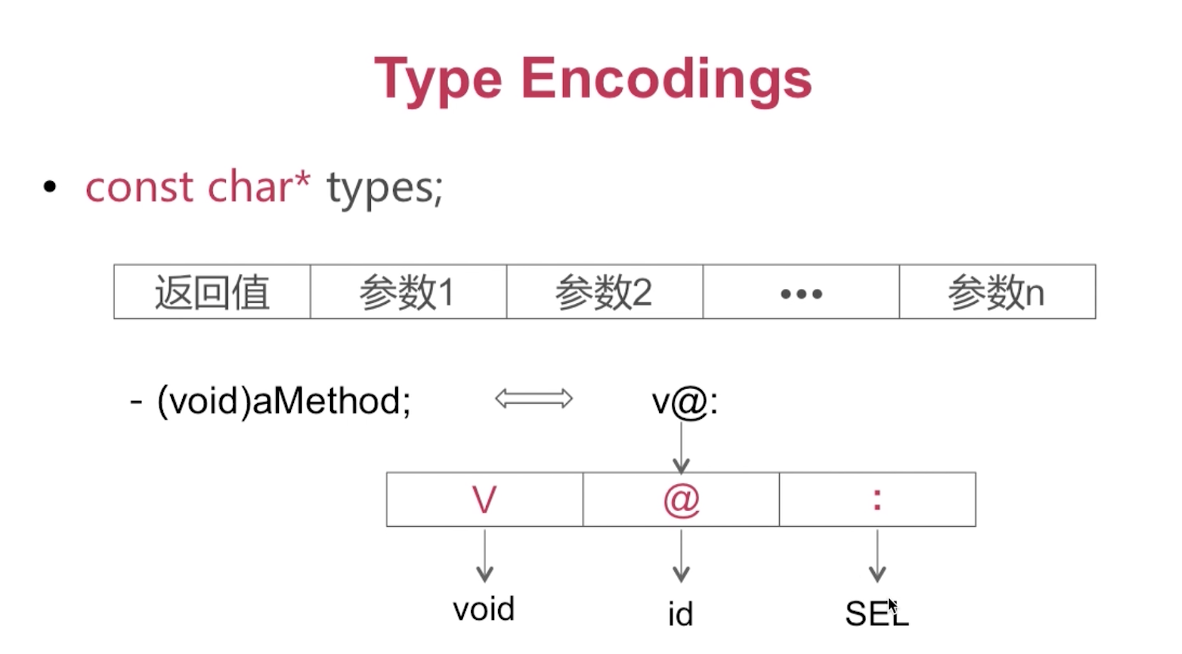 Type Encodings
• const char* types;
返回值 参数1 参数2 ••• 参数n
- (void)aMethod; v@:
V @ :
void id SEL